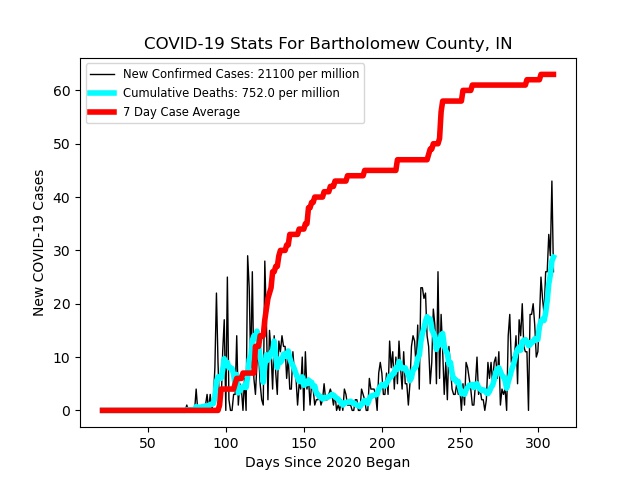 COVID-19 Stats For Bartholomew County, IN
New Confirmed Cases: 21100 per million
Cumulative Deaths: 752.0 per million
7 Day Case Average
New COVID-19 Cases
60
50
40
30
20
10
0
50 100 150 200 250 300
Days Since 2020 Began